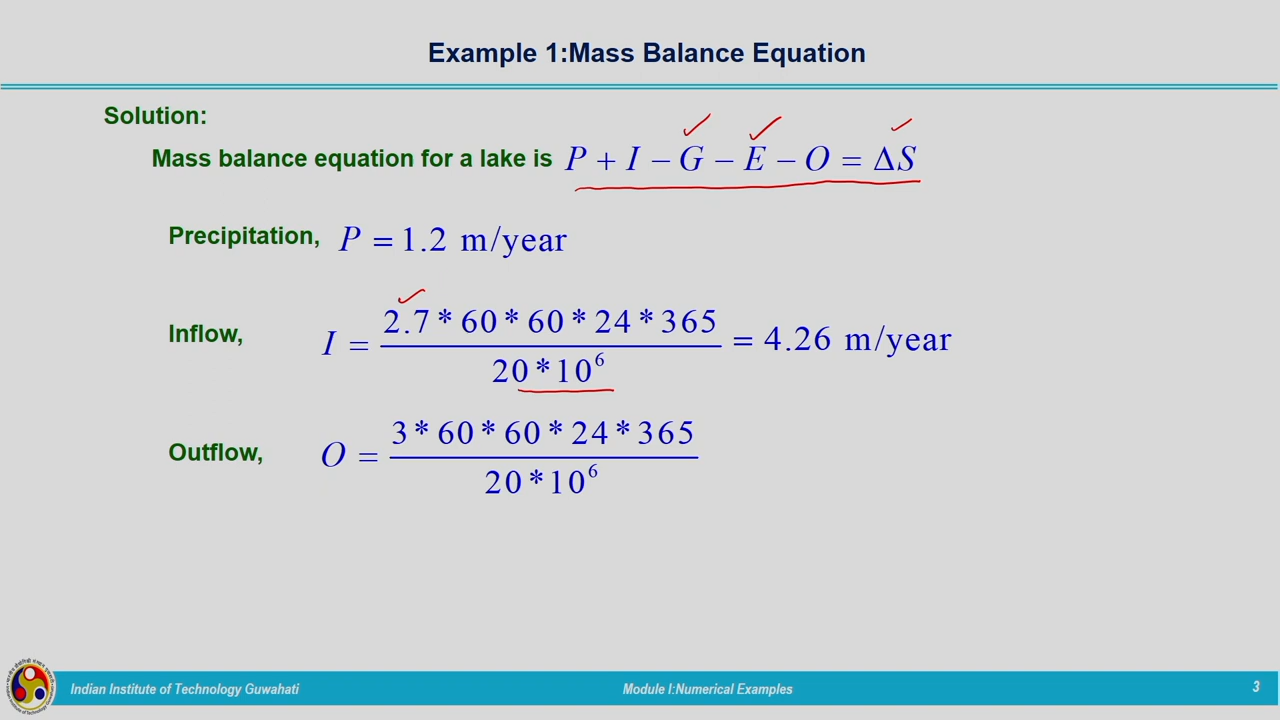 Example 1:Mass Balance Equation
Solution:
Mass balance equation for a lake is P + I − G − E − O = ΔS
Precipitation, P = 1.2 m/year
Inflow, I = (2.7 * 60 * 60 * 24 * 365) / (20 * 10^6) = 4.26 m/year
Outflow, O = (3 * 60 * 60 * 24 * 365) / (20 * 10^6)
Indian Institute of Technology Guwahati
Module I:Numerical Examples
3